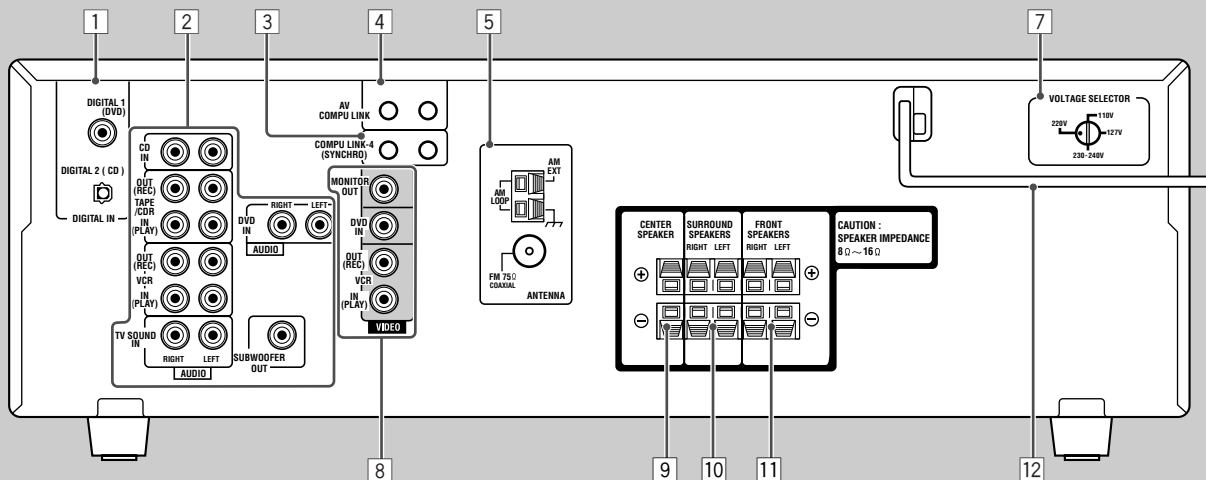 1
2
3
4
5
7
DIGITAL 1
(DVD)
DIGITAL 2 ( CD )
DIGITAL IN
CD
IN
OUT
(REC)
TAPE
/CDR
IN
(PLAY)
OUT
(REC)
VCR
IN
(PLAY)
TV SOUND
IN
RIGHT LEFT
AUDIO
RIGHT LEFT
DVD
IN
AUDIO
SUBWOOFER
OUT
AV
COMPU LINK
COMPU LINK-4
(SYNCHRO)
MONITOR
OUT
DVD
IN
OUT
(REC)
VCR
IN
(PLAY)
VIDEO
AM
EXT
AM
LOOP
FM 75Ω
COAXIAL
ANTENNA
CENTER
SPEAKER
SURROUND
SPEAKERS
RIGHT LEFT
FRONT
SPEAKERS
RIGHT LEFT
+ +
− −
CAUTION :
SPEAKER IMPEDANCE
8Ω～16Ω
VOLTAGE SELECTOR
110V
220V
127V
230-240V
8
9
10
11
12